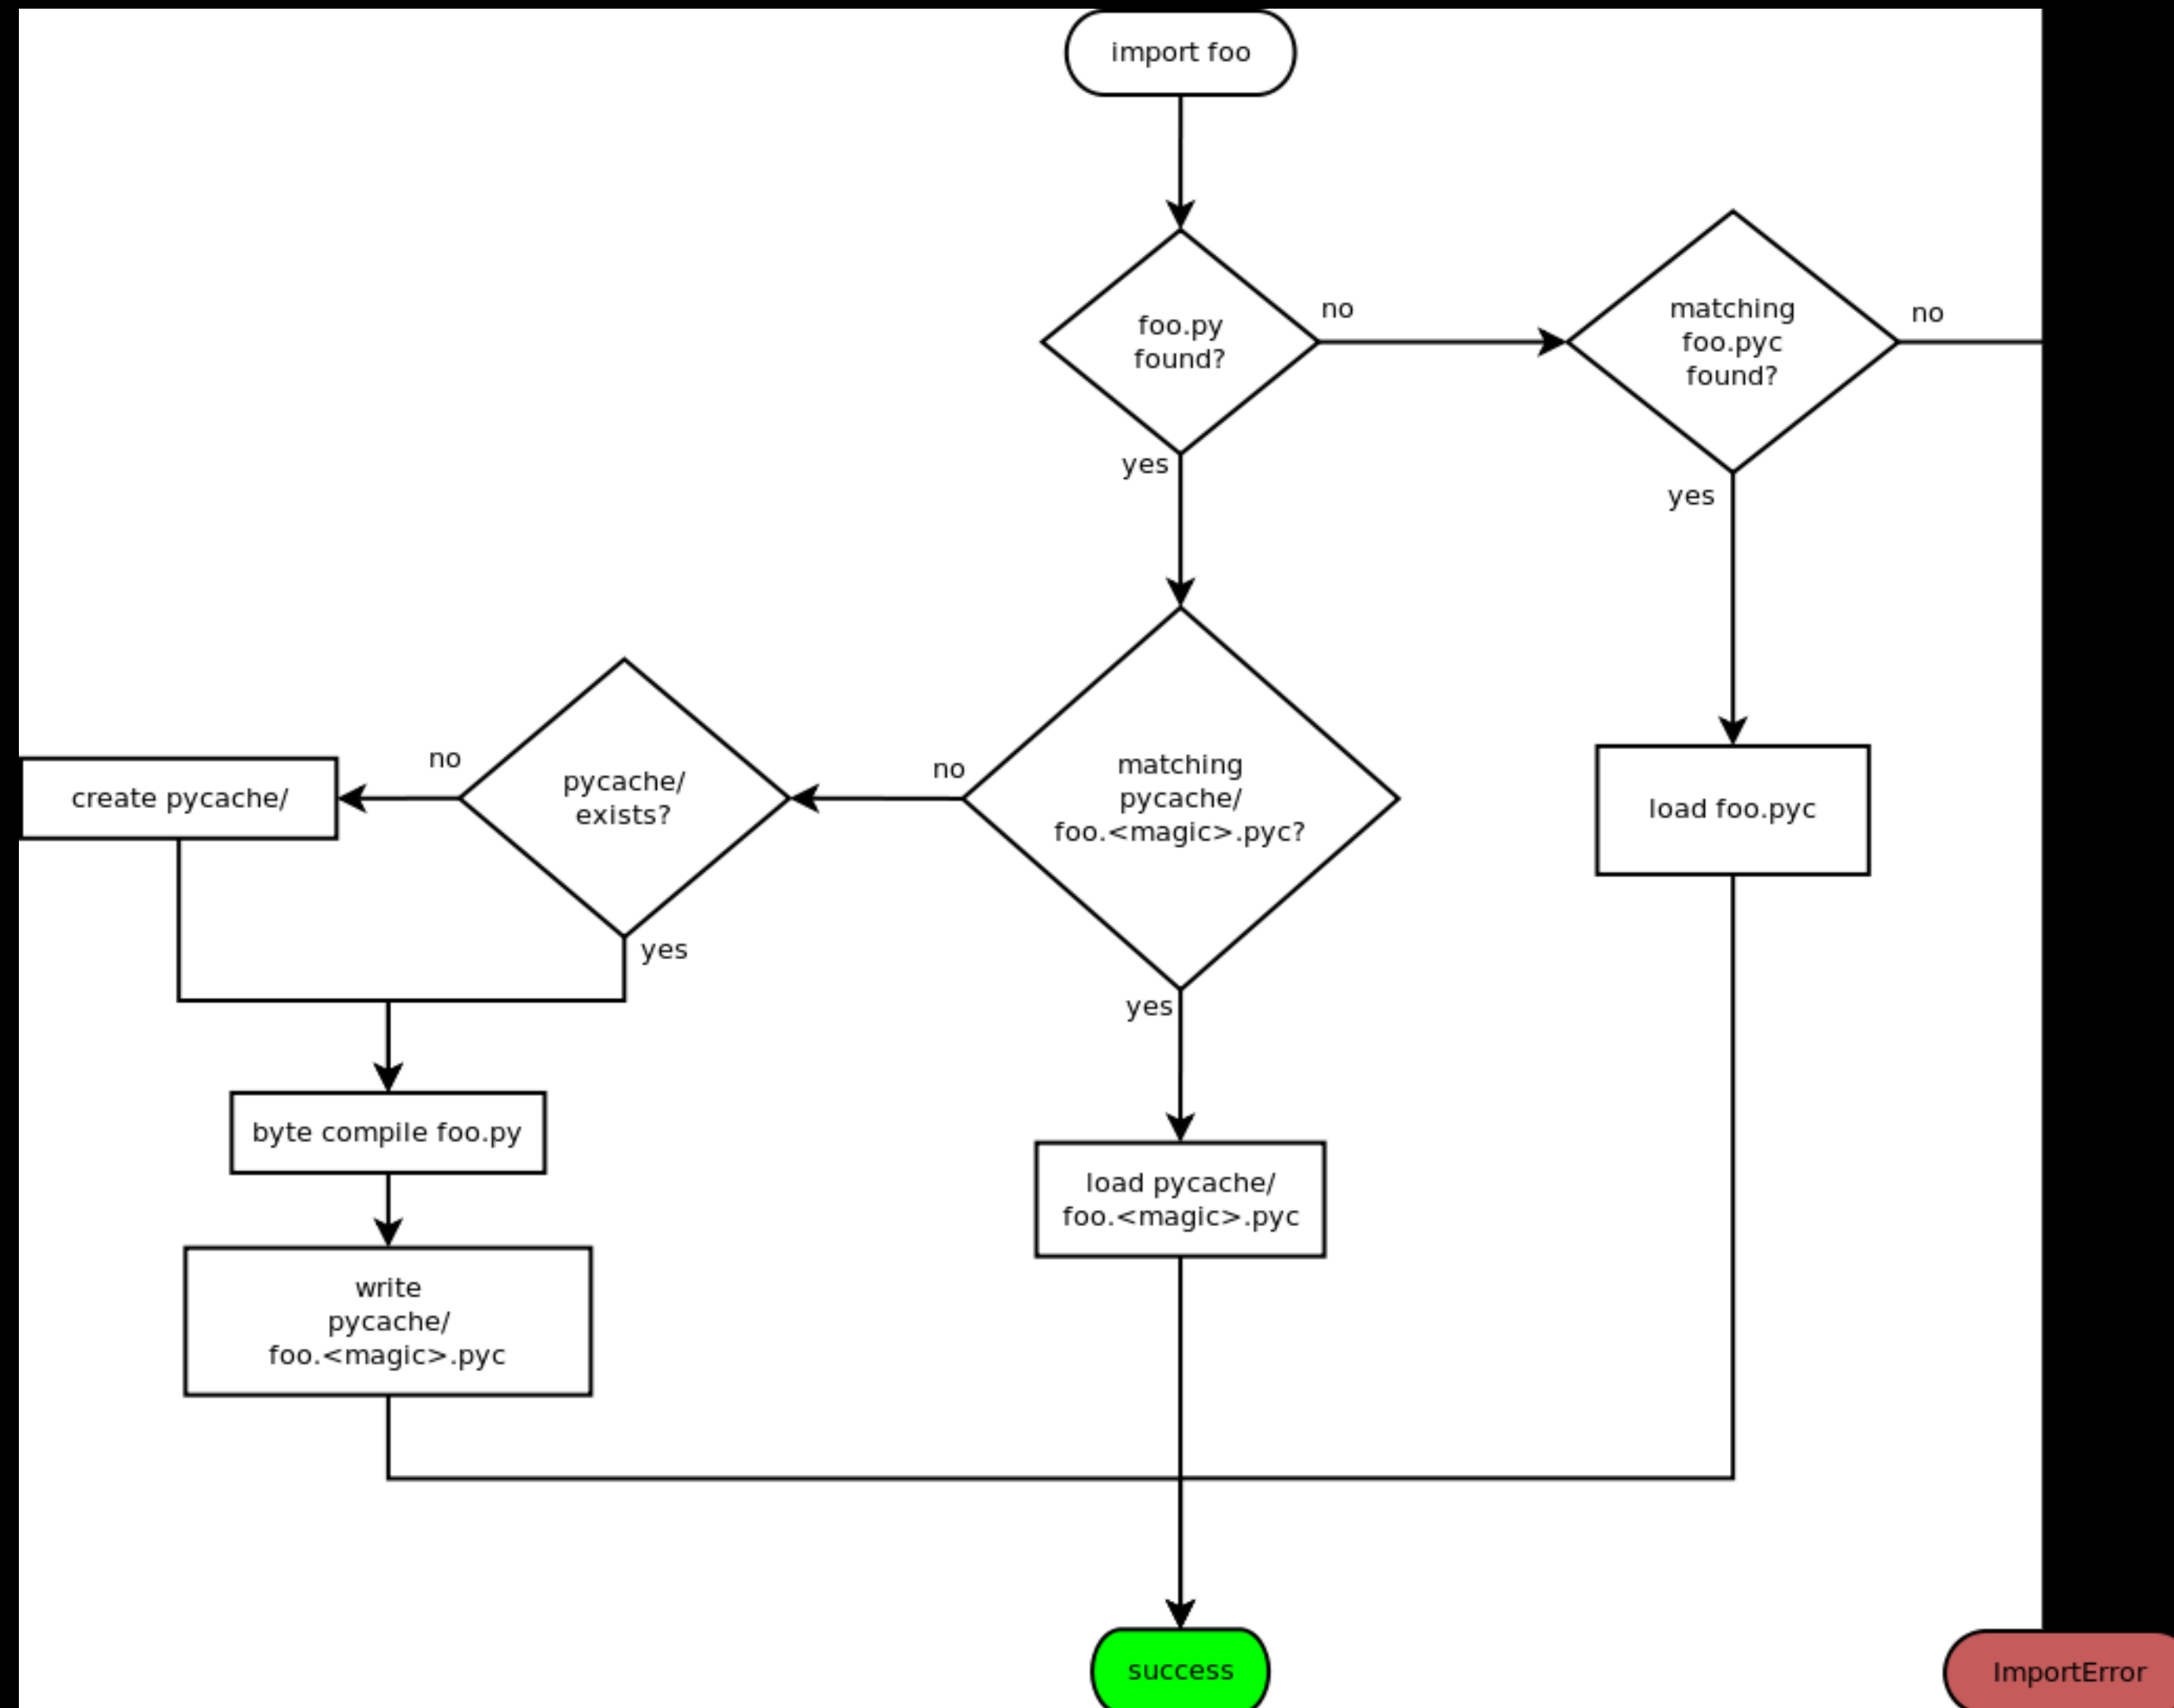 import foo
foo.py
found?
no
matching
foo.pyc
found?
no
yes
yes
matching
pycache/
foo.<magic>.pyc?
no
pycache/
exists?
no
create pycache/
load foo.pyc
yes
yes
byte compile foo.py
load pycache/
foo.<magic>.pyc
write
pycache/
foo.<magic>.pyc
success
ImportError